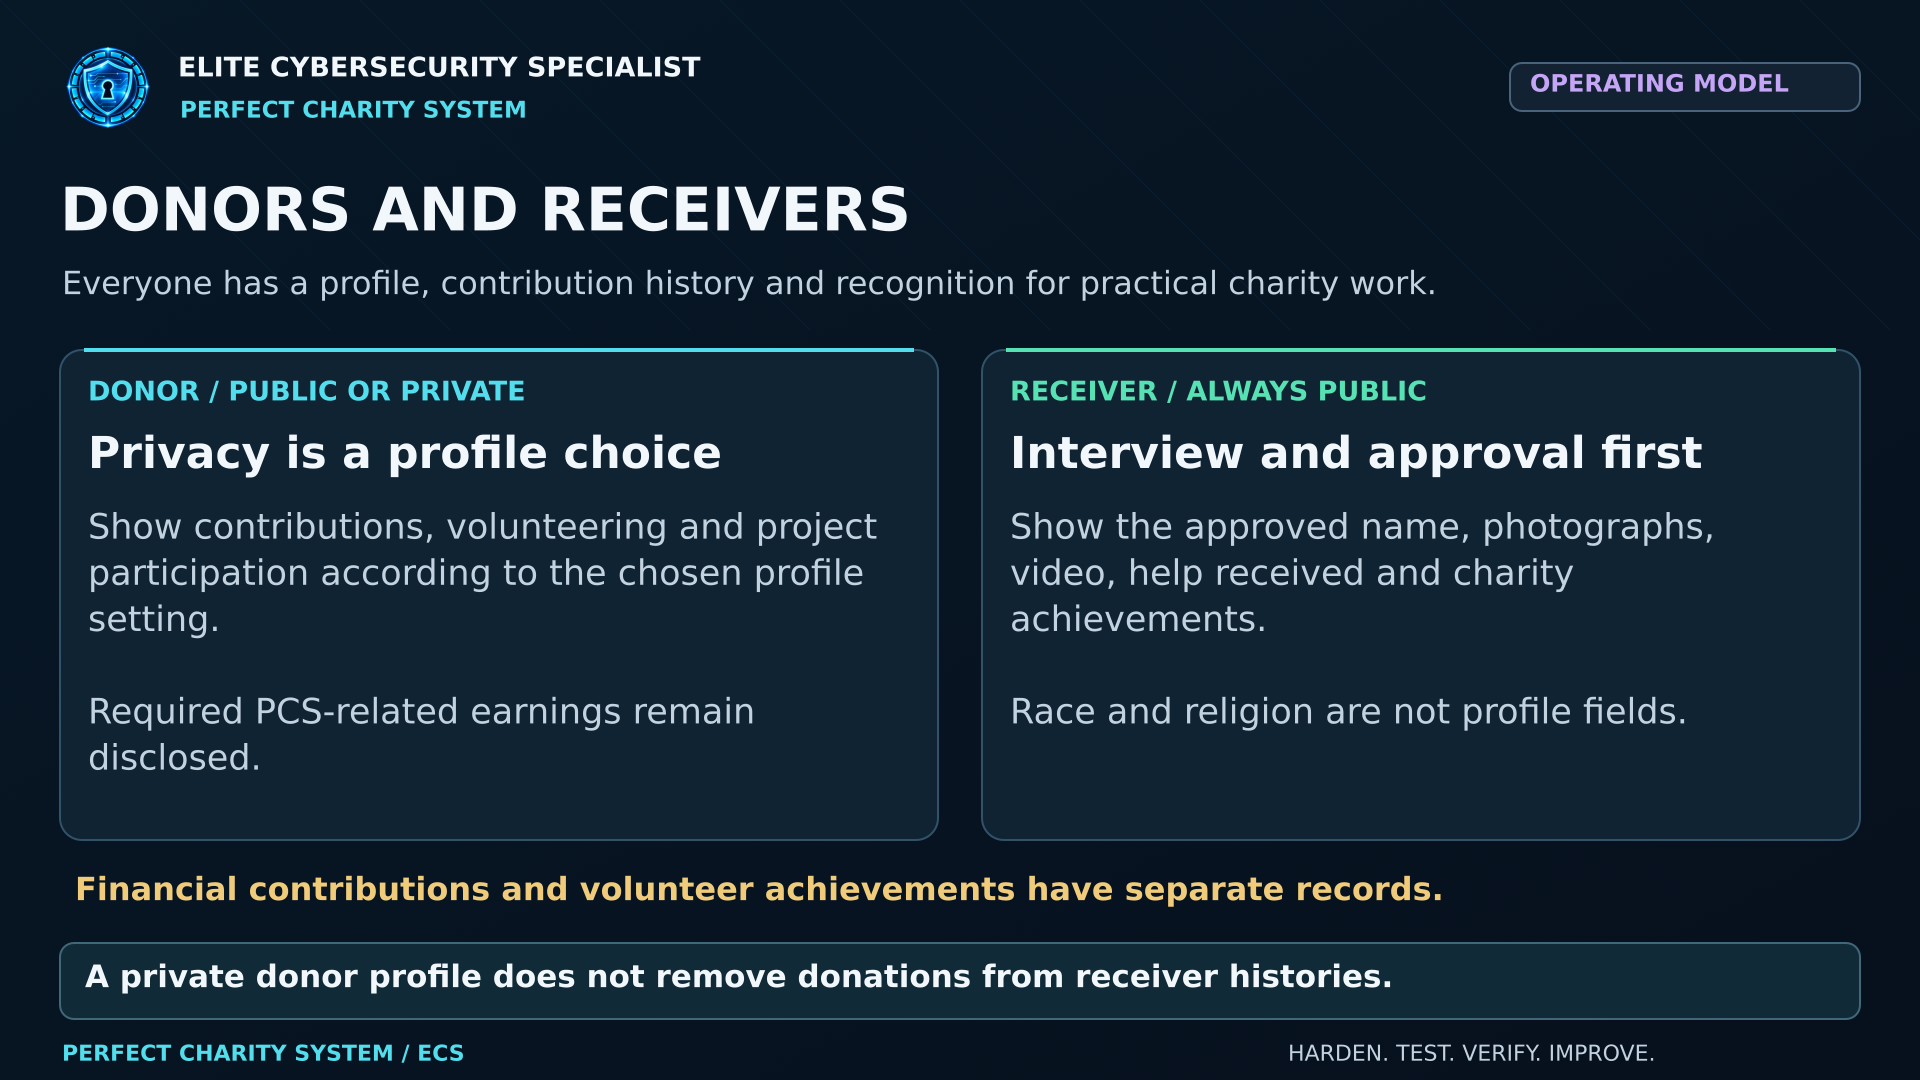 ELITE CYBERSECURITY SPECIALIST
PERFECT CHARITY SYSTEM
OPERATING MODEL
DONORS AND RECEIVERS
Everyone has a profile, contribution history and recognition for practical charity work.
DONOR / PUBLIC OR PRIVATE
Privacy is a profile choice
Show contributions, volunteering and project
participation according to the chosen profile
setting.
Required PCS-related earnings remain
disclosed.
RECEIVER / ALWAYS PUBLIC
Interview and approval first
Show the approved name, photographs,
video, help received and charity
achievements.
Race and religion are not profile fields.
Financial contributions and volunteer achievements have separate records.
A private donor profile does not remove donations from receiver histories.
PERFECT CHARITY SYSTEM / ECS
HARDEN. TEST. VERIFY. IMPROVE.